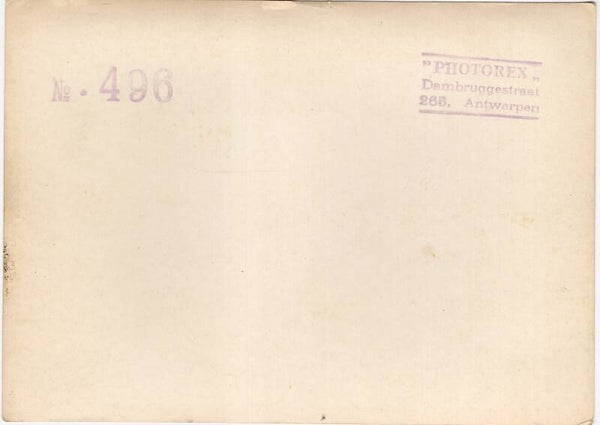 №. 496
"PHOTOREX„
Dambruggestraat
265, Antwerpen